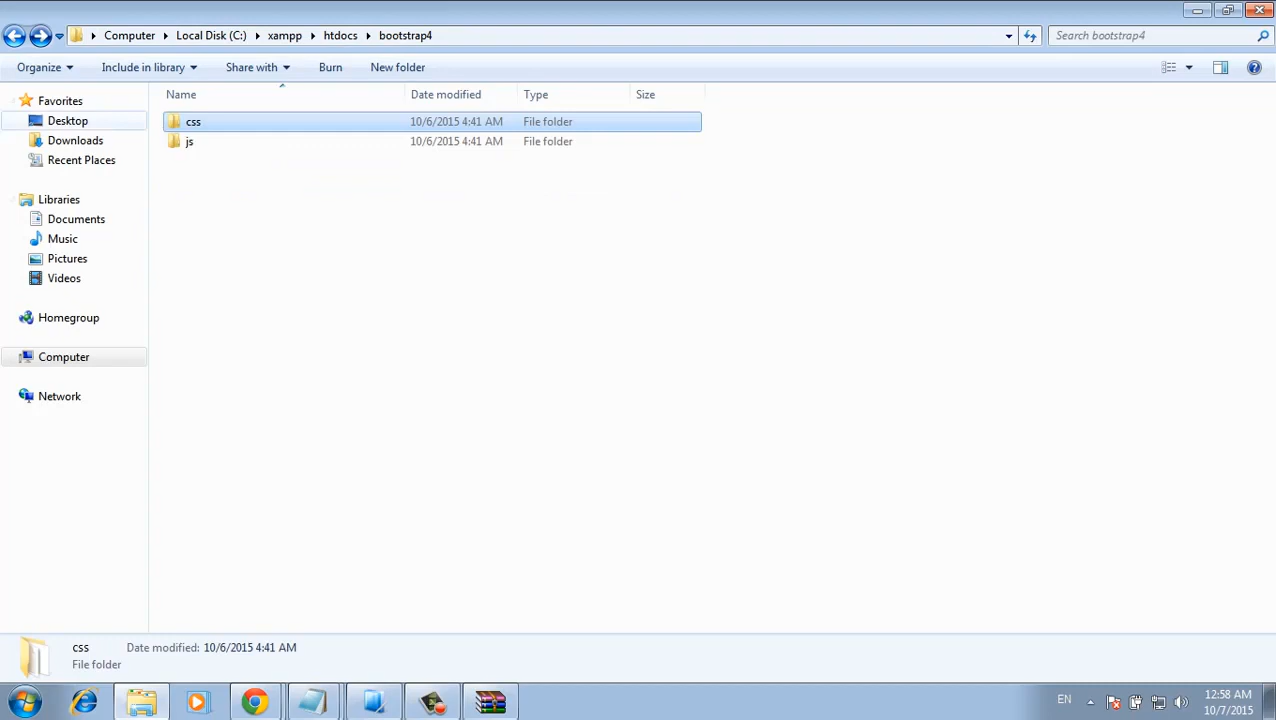 Computer Local Disk (C:) xampp htdocs bootstrap4 Search bootstrap4
Organize Include in library Share with Burn New folder
Name Date modified Type Size
Favorites
Desktop
Downloads
Recent Places
Libraries
Documents
Music
Pictures
Videos
Homegroup
Computer
Network
css 10/6/2015 4:41 AM File folder
js 10/6/2015 4:41 AM File folder
css Date modified: 10/6/2015 4:41 AM
File folder
EN 12:58 AM
10/7/2015